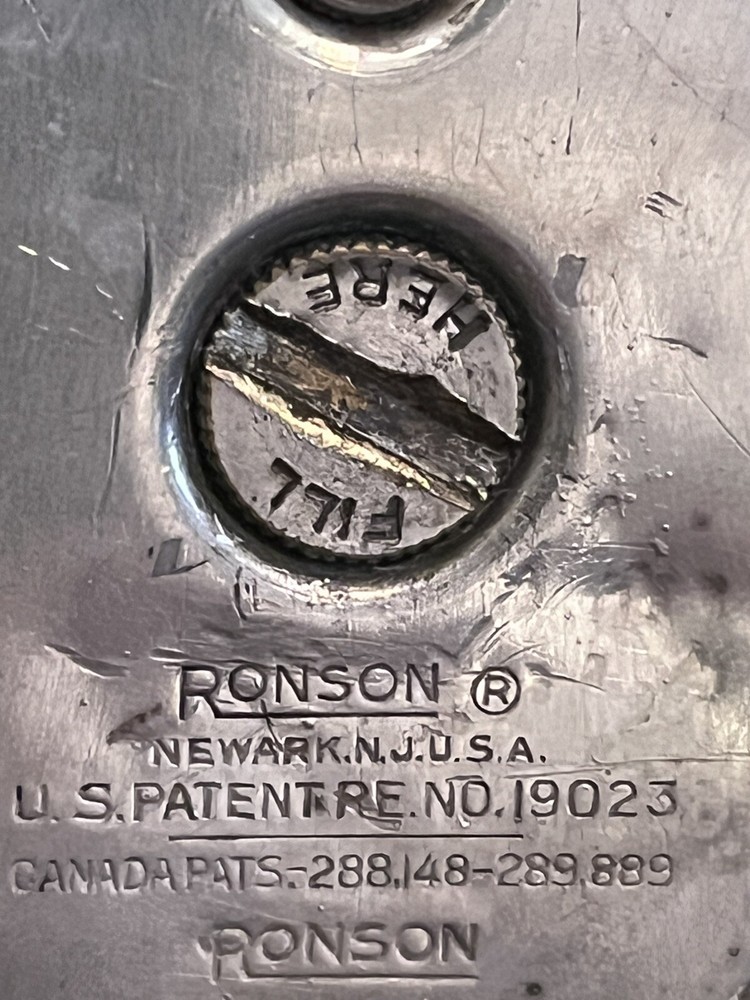 FILL
HERE
RONSON ®
NEWARK.N.J.U.S.A.
U.S.PATENT RE.NO.19023
CANADA PATS.-288,148-289,889
RONSON